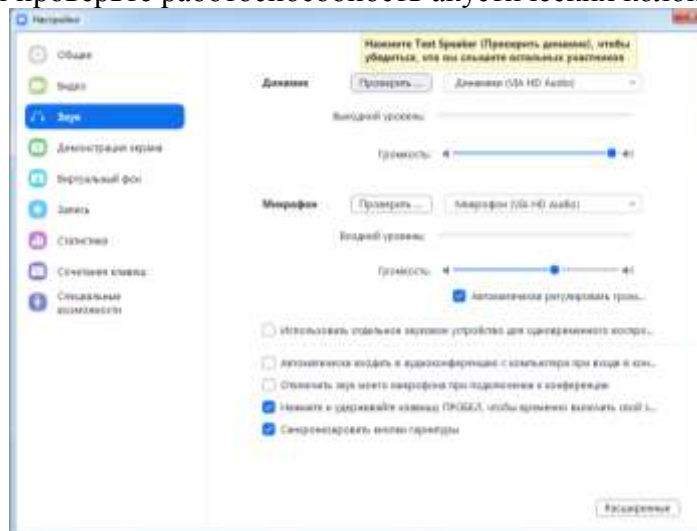 и проверьте работоспособность акустических
Настройки
Нажмите Test Speaker (Проверить динамик), чтобы
убедиться, что вы слышите остальных участников
Общие
Видео
Звук
Демонстрация экрана
Виртуальный фон
Запись
Статистика
Сочетания клавиш
Специальные
возможности
Динамик Проверить ... Динамики (VIA HD Audio)
Выходной уровень:
Громкость:
Микрофон Проверить ... Микрофон (VIA HD Audio)
Входной уровень:
Громкость:
Автоматически регулировать гром...
Использовать отдельное звуковое устройство для одновременного воспро...
Автоматически входить в аудиоконференцию с компьютера при входе в кон...
Отключить звук моего микрофона при подключении к конференции
Нажмите и удерживайте клавишу ПРОБЕЛ, чтобы временно включить свой з...
Синхронизировать кнопки гарнитуры
Расширенные